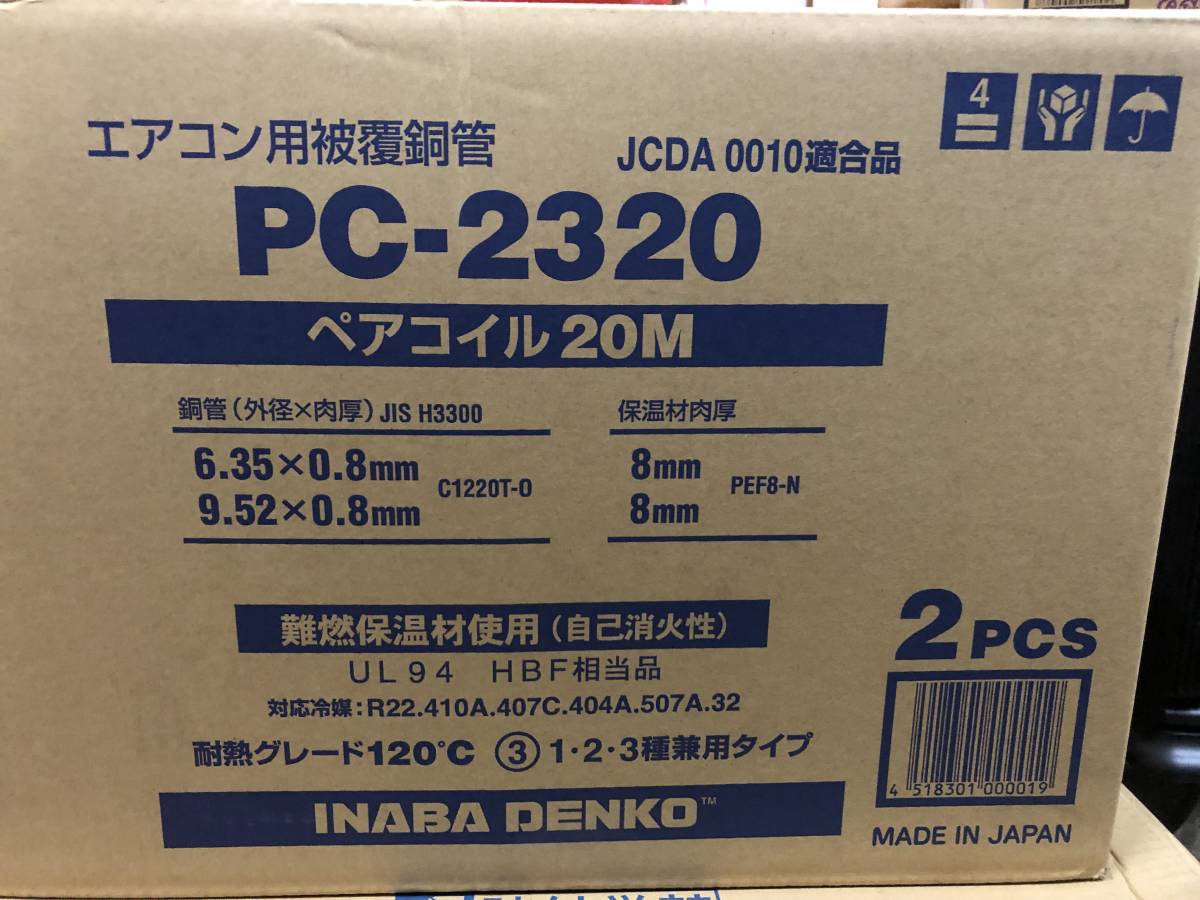 4
エアコン用被覆銅管
JCDA 0010適合品
PC-2320
ペアコイル20M
銅管(外径×肉厚) JIS H3300
保温材肉厚
6.35×0.8mm
9.52×0.8mm
C1220T-O
8mm
8mm
PEF8-N
難燃保温材使用(自己消火性)
UL94 HBF相当品
対応冷媒:R22.410A.407C.404A.507A.32
耐熱グレード120℃ ③ 1・2・3種兼用タイプ
INABA DENKO™
2PCS
4 518301 000019
MADE IN JAPAN